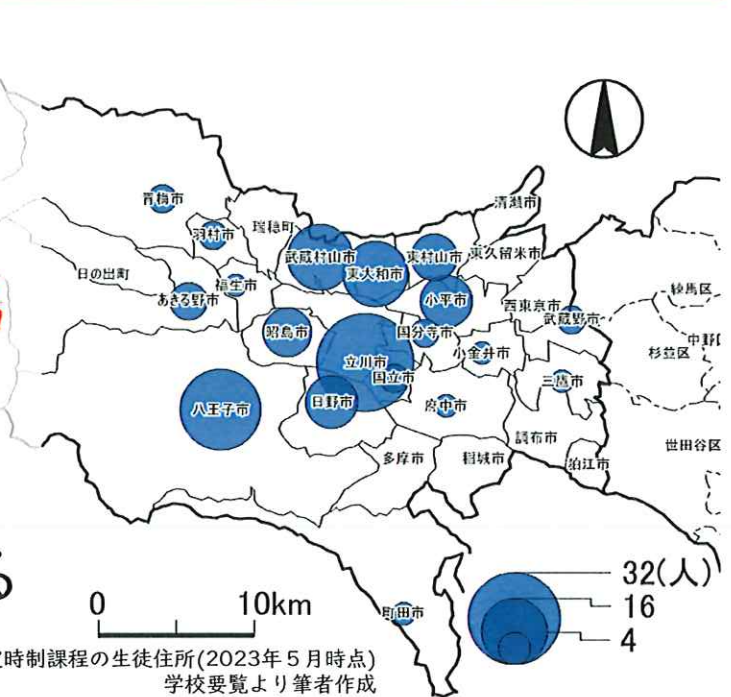 清瀬市
青梅市
羽村市
瑞穂町
武蔵村山市
東大和市
東村山市
東久留米市
日の出町
あきる野市
福生市
小平市
西東京市
武蔵野市
練馬区
昭島市
国分寺市
小金井市
中野
杉並区
立川市
国立市
三鷹市
八王子市
日野市
府中市
調布市
世田谷区
多摩市
稲城市
狛江市
町田市
0 10km
32(人)
16
4
時制課程の生徒住所(2023年5月時点)
学校要覧より筆者作成